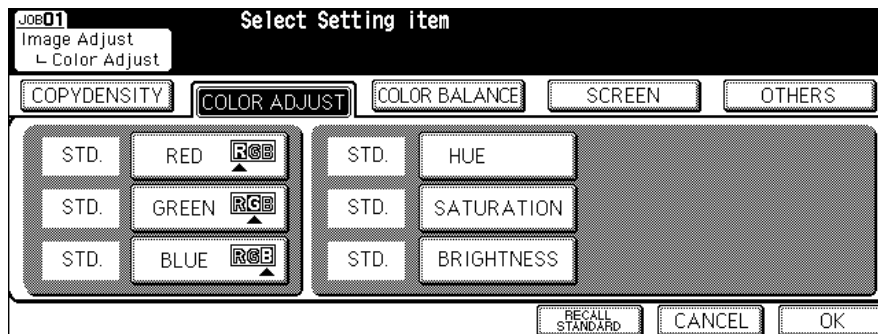 JOB01
Select Setting item
Image Adjust
Color Adjust
COPYDENSITY
COLOR ADJUST
COLOR BALANCE
SCREEN
OTHERS
STD.
RED
RGB
STD.
HUE
STD.
GREEN
RGB
STD.
SATURATION
STD.
BLUE
RGB
STD.
BRIGHTNESS
RECALL
STANDARD
CANCEL
OK